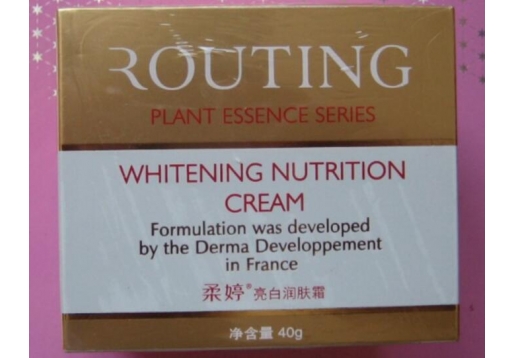 ROUTING
PLANT ESSENCE SERIES
WHITENING NUTRITION
CREAM
Formulation was developed
by the Derma Developpement
in France
柔婷® 亮白润肤霜
净含量 40g